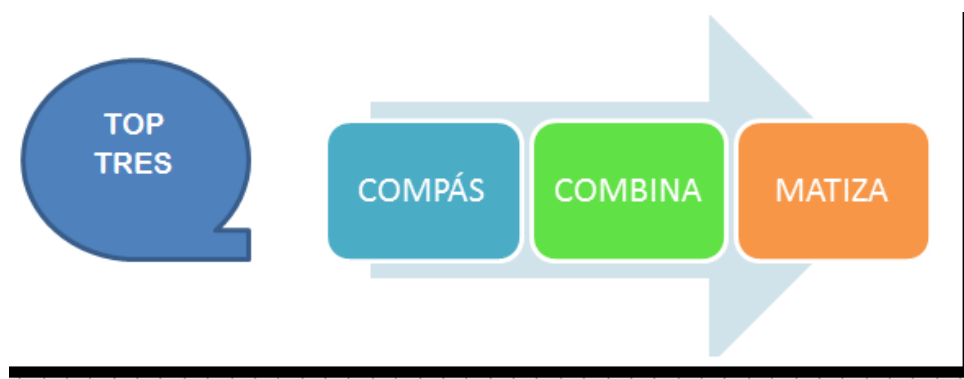 TOP
TRES
COMPÁS
COMBINA
MATIZA